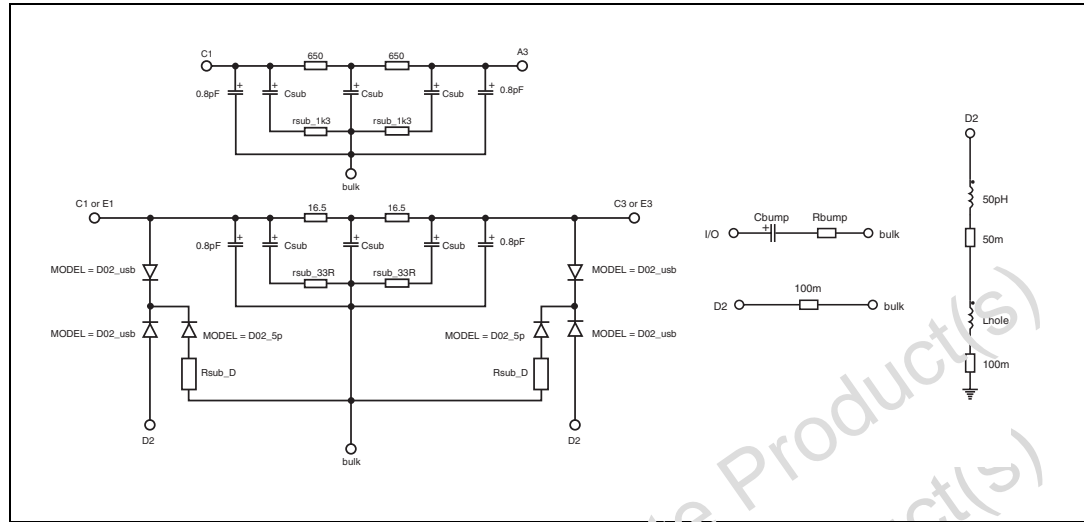 C1
650
650
A3
0.8pF
Csub
Csub
Csub
0.8pF
rsub_1k3
rsub_1k3
bulk
C1 or E1
16.5
16.5
C3 or E3
0.8pF
Csub
Csub
Csub
0.8pF
MODEL = D02_usb
rsub_33R
rsub_33R
MODEL = D02_usb
MODEL = D02_usb
MODEL = D02_5p
MODEL = D02_5p
MODEL = D02_usb
Rsub_D
Rsub_D
D2
bulk
D2
I/O
Cbump
Rbump
bulk
D2
100m
bulk
D2
50pH
50m
Lhole
100m
te Product(s)
uct(s)